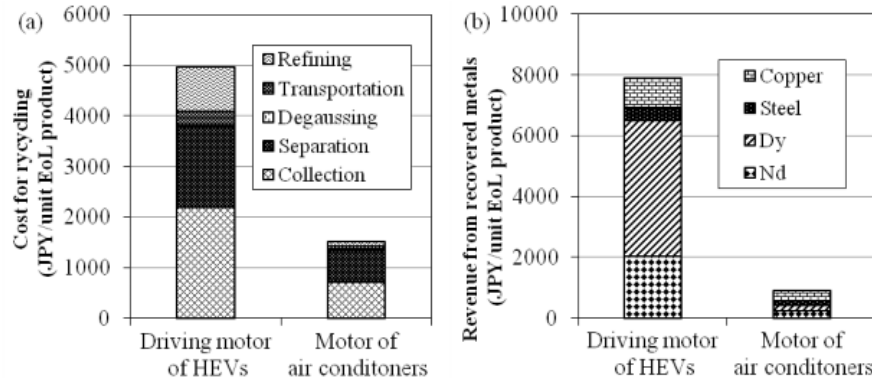 (a)
Cost for rycycling
(JPY/unit EoL product)
6000
5000
4000
3000
2000
1000
0
Refining
Transportation
Degaussing
Separation
Collection
Driving motor
of HEVs
Motor of
air conditoners
(b)
Revenue from recovered metals
(JPY/unit EoL product)
10000
8000
6000
4000
2000
0
Copper
Steel
Dy
Nd
Driving motor
of HEVs
Motor of
air conditoners